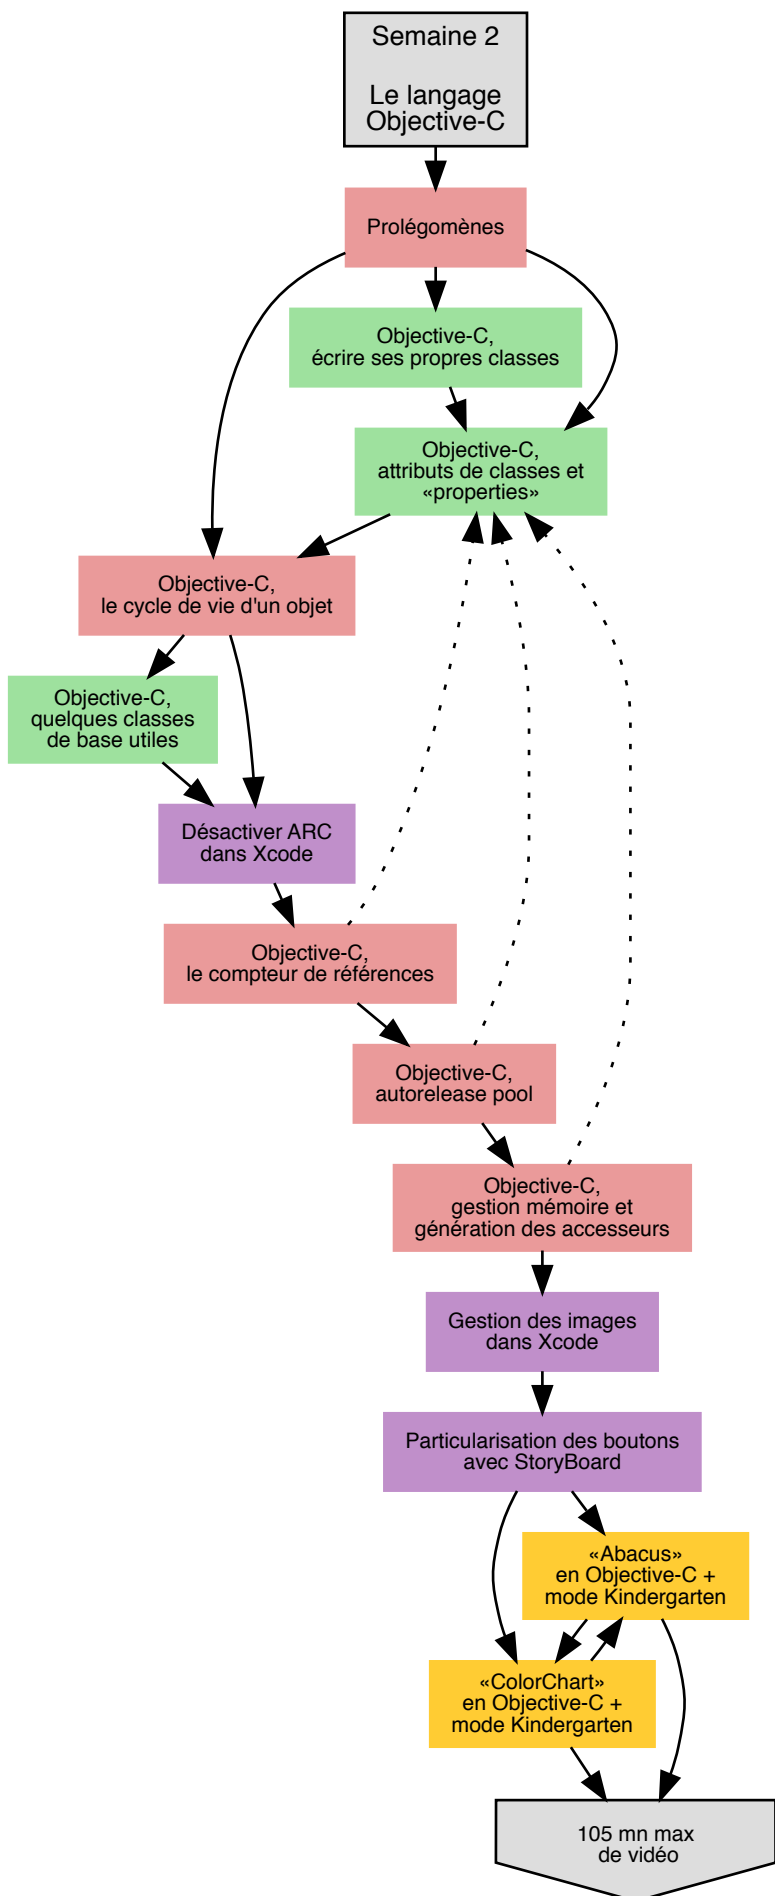 Semaine 2
Le langage
Objective-C
Prolégomènes
Objective-C,
écrire ses propres classes
Objective-C,
attributs de classes et
«properties»
Objective-C,
le cycle de vie d'un objet
Objective-C,
quelques classes
de base utiles
Désactiver ARC
dans Xcode
Objective-C,
le compteur de références
Objective-C,
autorelease pool
Objective-C,
gestion mémoire et
génération des accesseurs
Gestion des images
dans Xcode
Particularisation des boutons
avec StoryBoard
«Abacus»
en Objective-C +
mode Kindergarten
«ColorChart»
en Objective-C +
mode Kindergarten
105 mn max
de vidéo